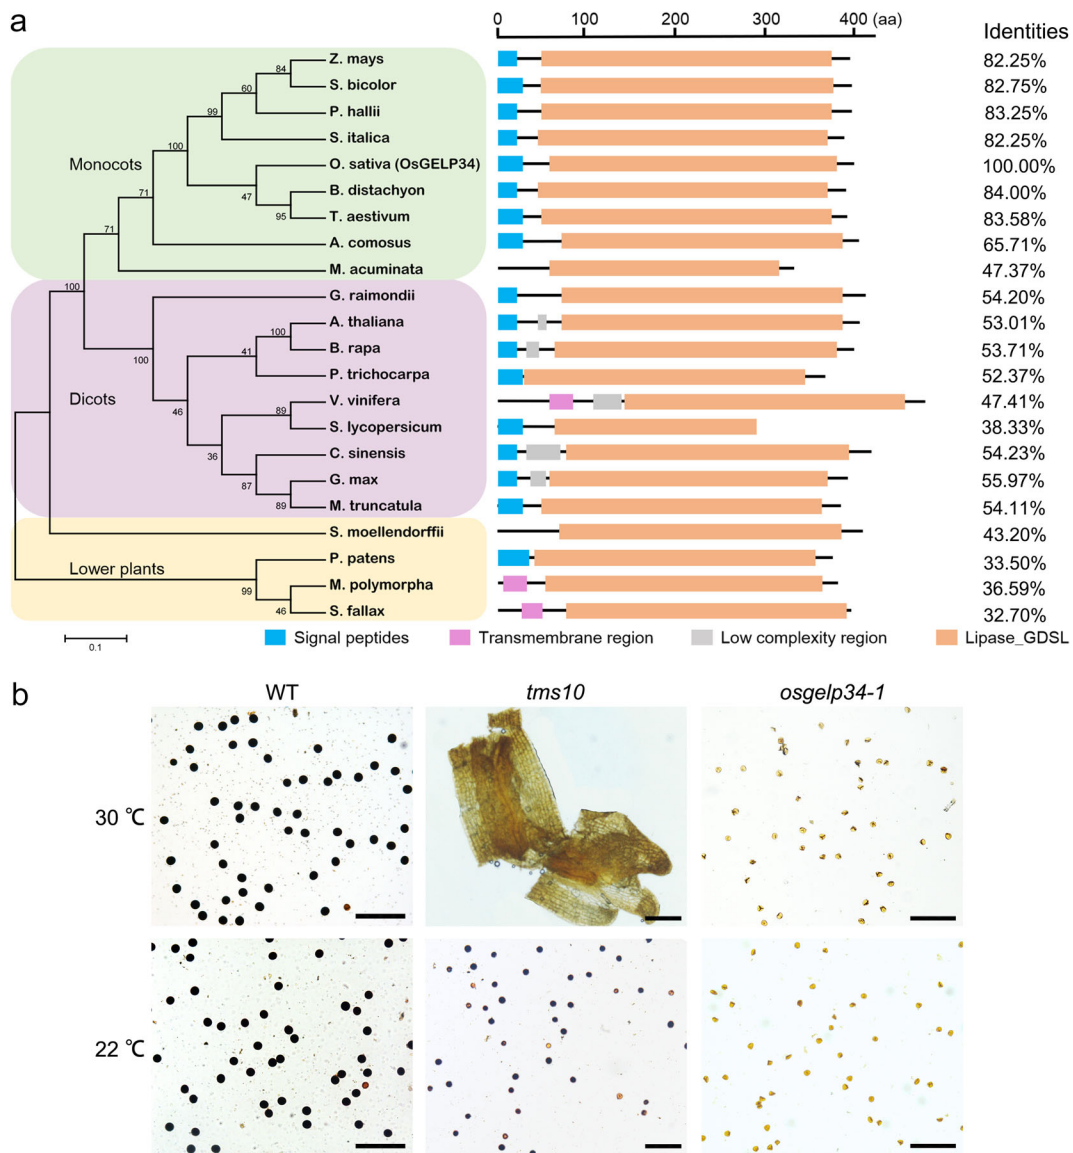 a
0 100 200 300 400 (aa)
Identities
84 Z. mays 82.25%
60 S. bicolor 82.75%
99 P. hallii 83.25%
100 S. italica 82.25%
Monocots O. sativa (OsGELP34) 100.00%
71 47 B. distachyon 84.00%
95 T. aestivum 83.58%
71 A. comosus 65.71%
M. acuminata 47.37%
100 G. raimondii 54.20%
100 A. thaliana 53.01%
100 41 B. rapa 53.71%
P. trichocarpa 52.37%
Dicots 46 89 V. vinifera 47.41%
S. lycopersicum 38.33%
36 C. sinensis 54.23%
87 G. max 55.97%
89 M. truncatula 54.11%
S. moellendorffii 43.20%
Lower plants P. patens 33.50%
99 M. polymorpha 36.59%
46 S. fallax 32.70%
0.1
Signal peptides Transmembrane region Low complexity region Lipase_GDSL
b
WT tms10 osgelp34-1
30 ℃
22 ℃